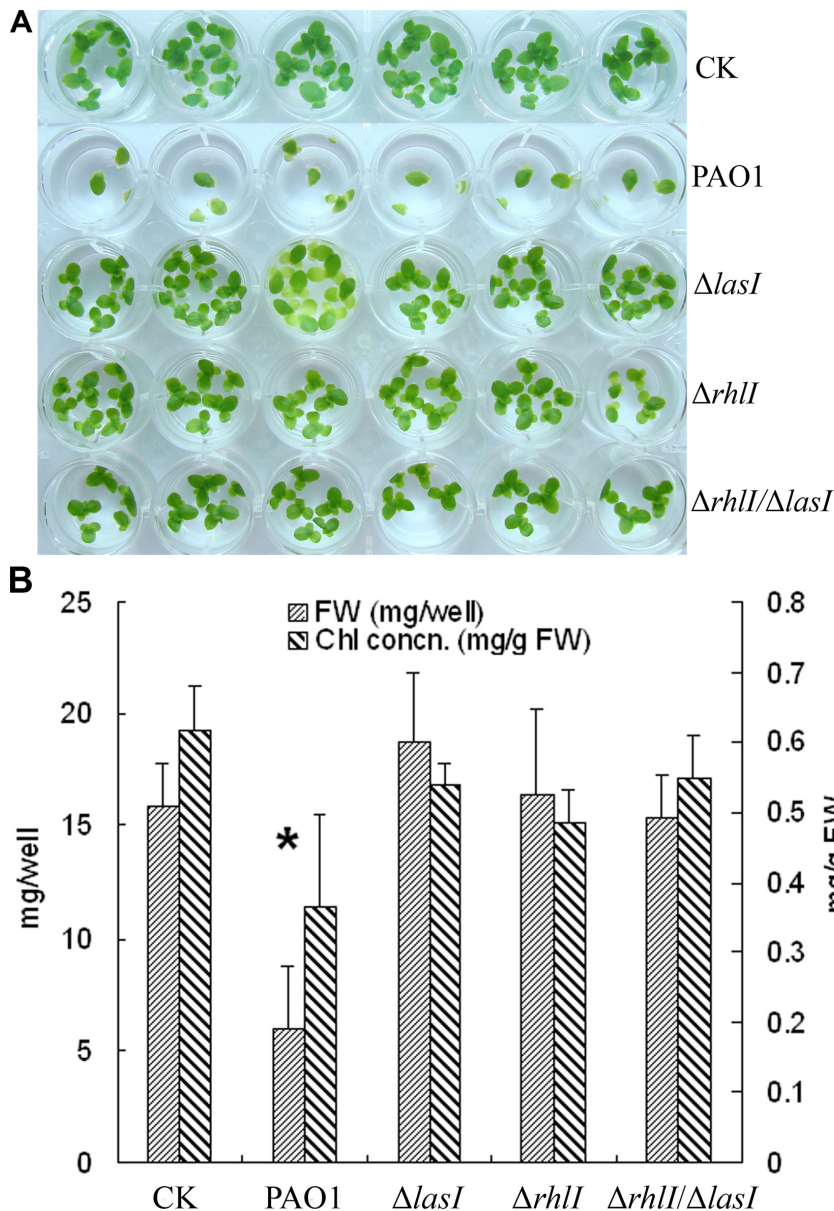 A
CK
PAO1
ΔlasI
ΔrhlI
ΔrhlI/ΔlasI
B
FW (mg/well)
Chl concn. (mg/g FW)
25
20
15
10
5
0
mg/well
0.8
0.7
0.6
0.5
0.4
0.3
0.2
0.1
0
mg/g FW
*
CK
PAO1
ΔlasI
ΔrhlI
ΔrhlI/ΔlasI